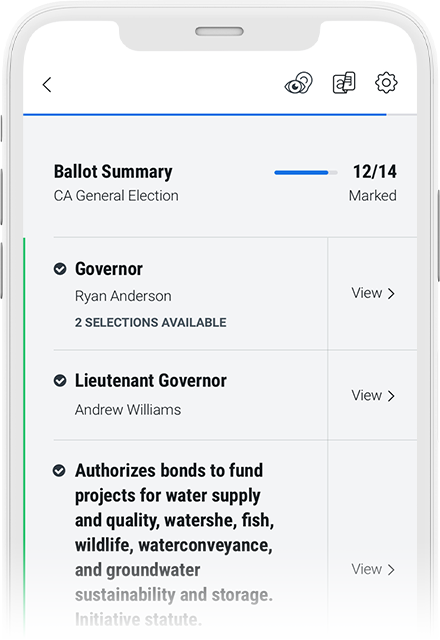 Ballot Summary
12/14
CA General Election
Marked
Governor
Ryan Anderson
2 SELECTIONS AVAILABLE
View
Lieutenant Governor
Andrew Williams
View
Authorizes bonds to fund
projects for water supply
and quality, watershe, fish,
wildlife, waterconveyance,
and groundwater
sustainability and storage.
Initiative statute.
View